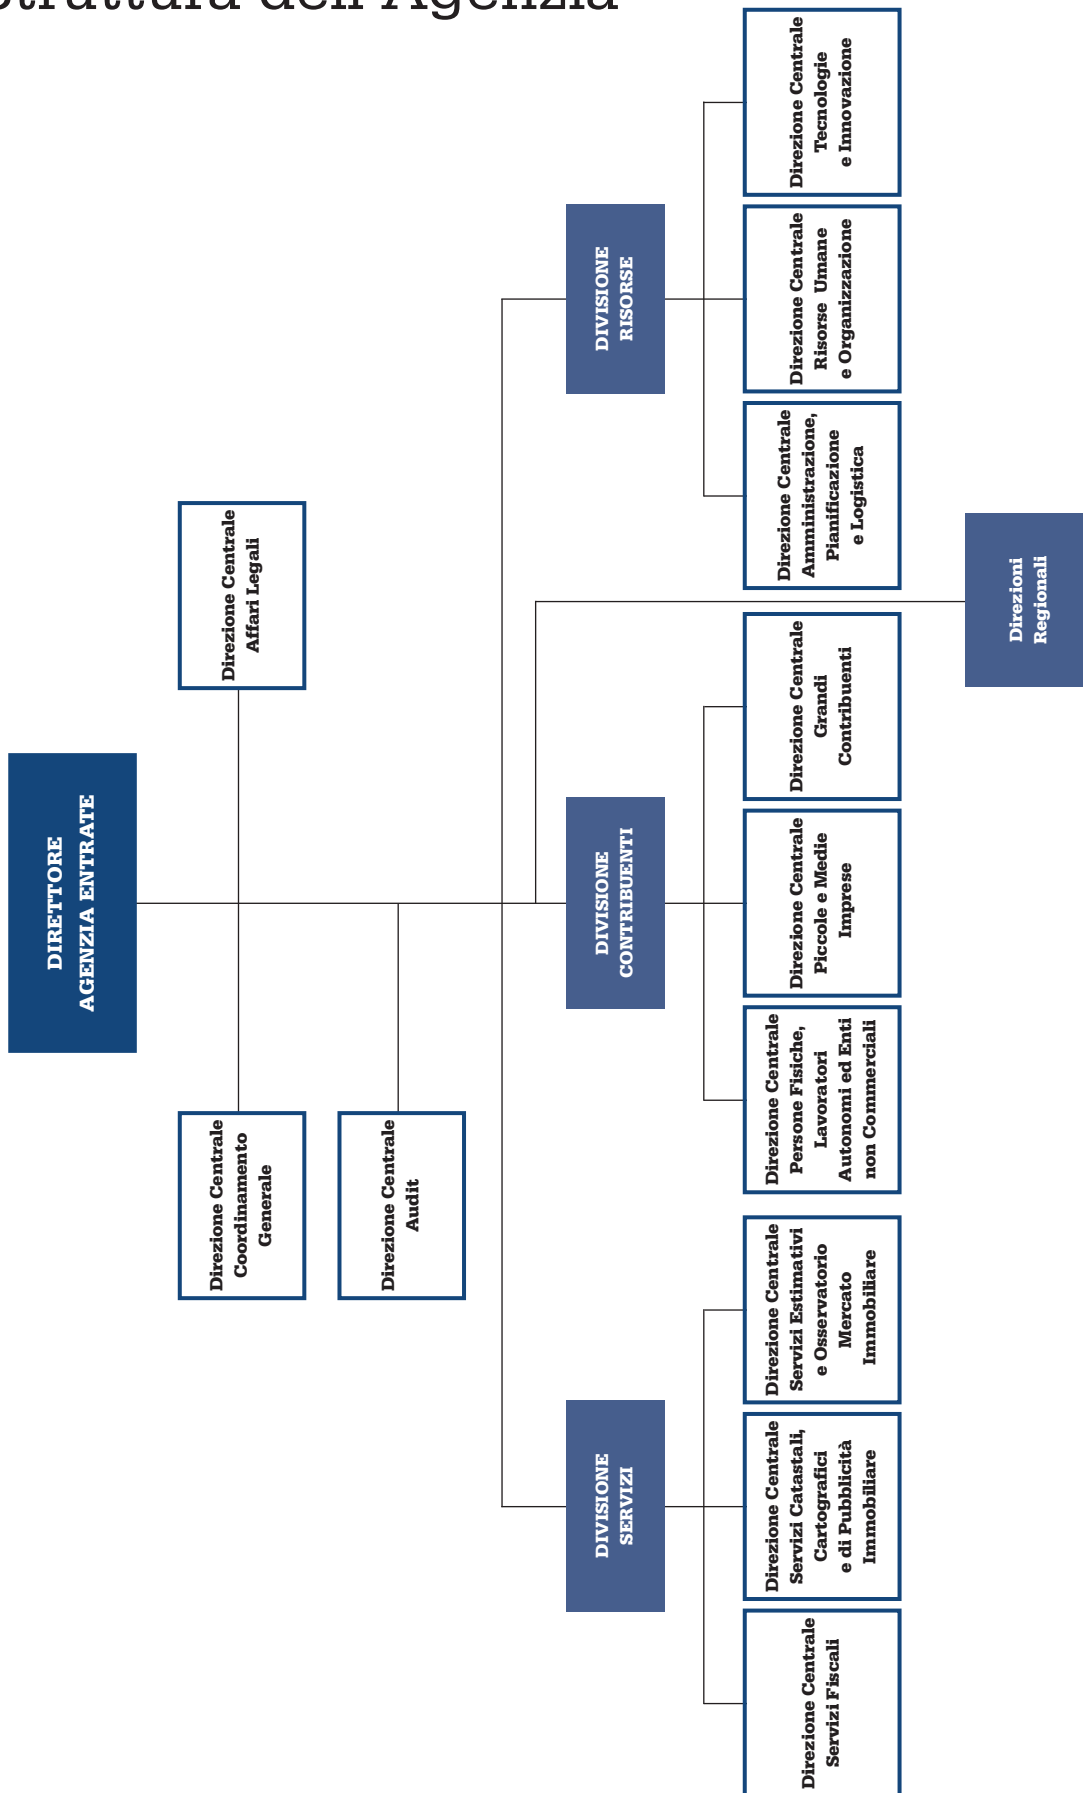 Struttura dell'Agenzia
DIRETTORE
AGENZIA ENTRATE
Direzione Centrale
Coordinamento
Generale
Direzione Centrale
Affari Legali
Direzione Centrale
Audit
DIVISIONE
SERVIZI
DIVISIONE
CONTRIBUENTI
DIVISIONE
RISORSE
Direzione Centrale
Servizi Fiscali
Direzione Centrale
Servizi Catastali,
Cartografici
e di Pubblicità
Immobiliare
Direzione Centrale
Servizi Estimativi
e Osservatorio
Mercato
Immobiliare
Direzione Centrale
Persone Fisiche,
Lavoratori
Autonomi ed Enti
non Commerciali
Direzione Centrale
Piccole e Medie
Imprese
Direzione Centrale
Grandi
Contribuenti
Direzione Centrale
Amministrazione,
Pianificazione
e Logistica
Direzione Centrale
Risorse Umane
e Organizzazione
Direzione Centrale
Tecnologie
e Innovazione
Direzioni
Regionali